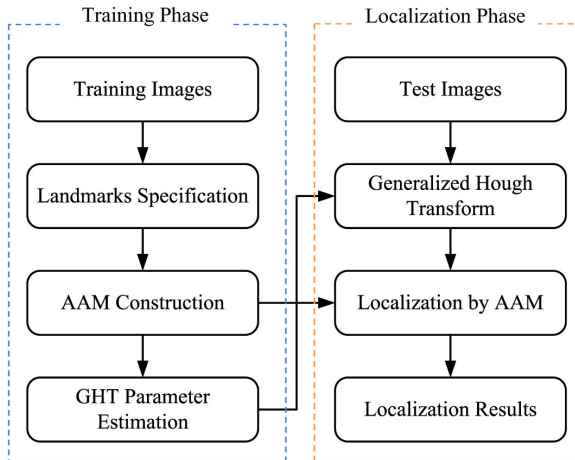 Training Phase
Training Images
Landmarks Specification
AAM Construction
GHT Parameter
Estimation
Localization Phase
Test Images
Generalized Hough
Transform
Localization by AAM
Localization Results